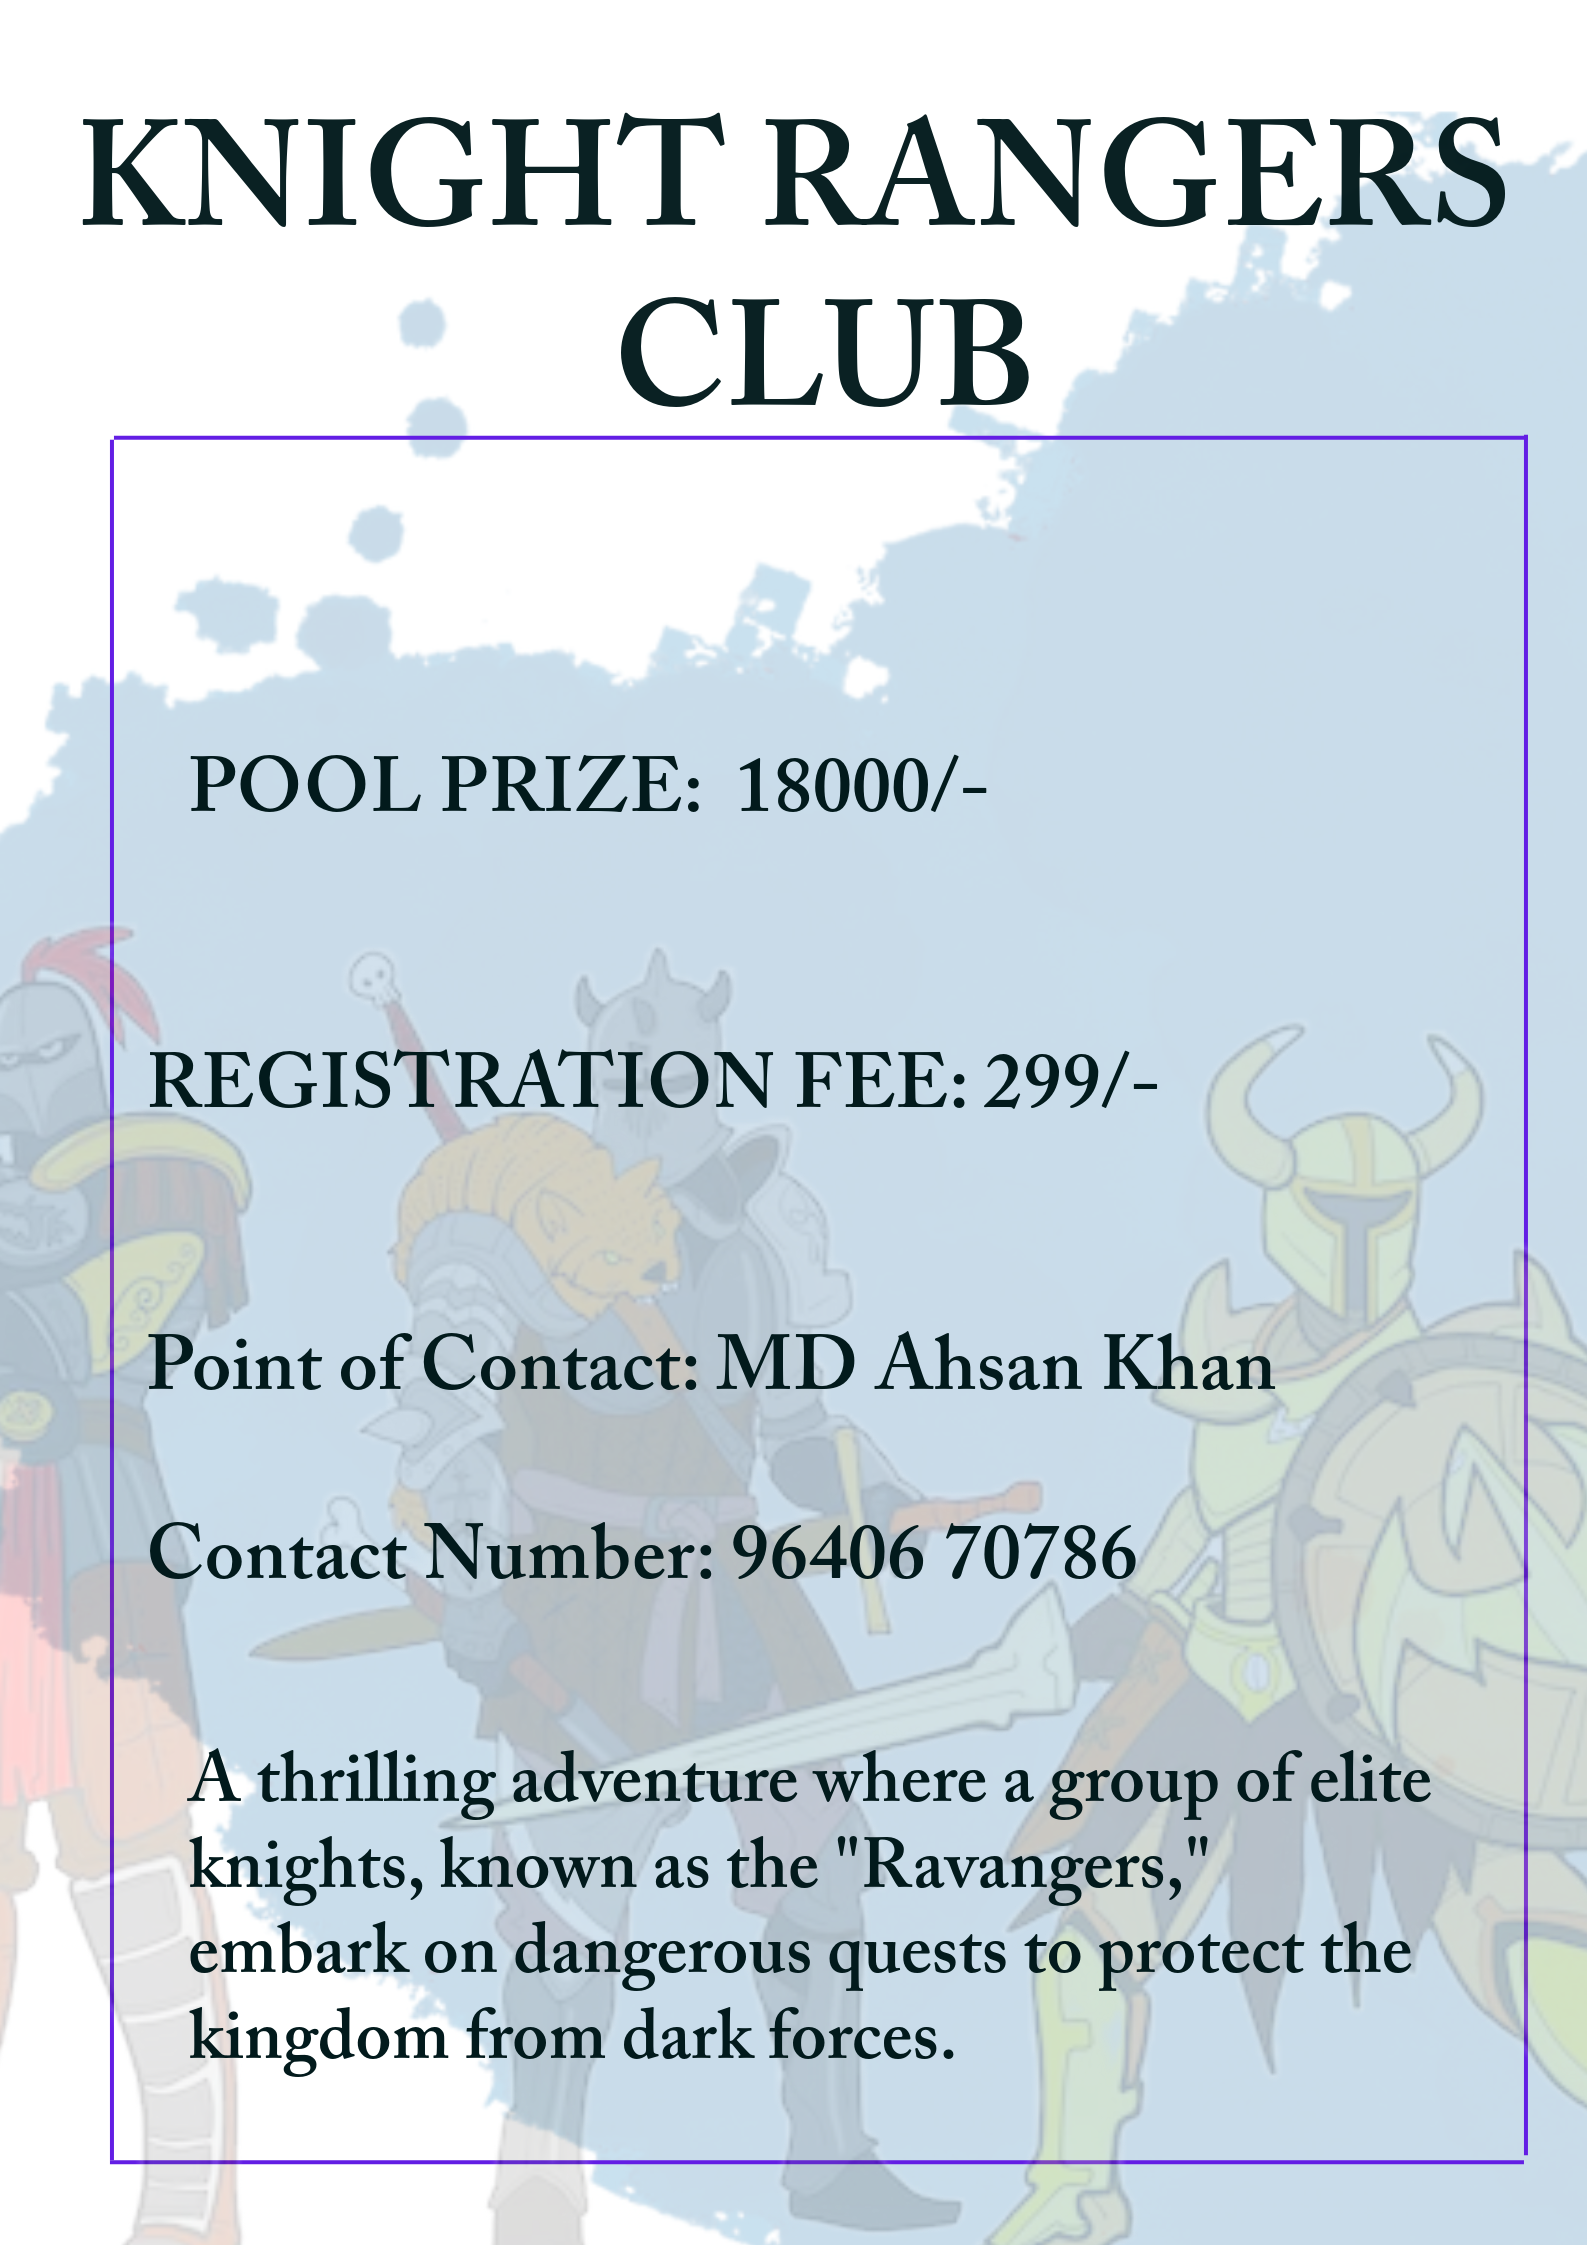 KNIGHT RANGERS
CLUB
POOL PRIZE: 18000/-
REGISTRATION FEE: 299/-
Point of Contact: MD Ahsan Khan
Contact Number: 96406 70786
A thrilling adventure where a group of elite
knights, known as the "Ravangers,"
embark on dangerous quests to protect the
kingdom from dark forces.